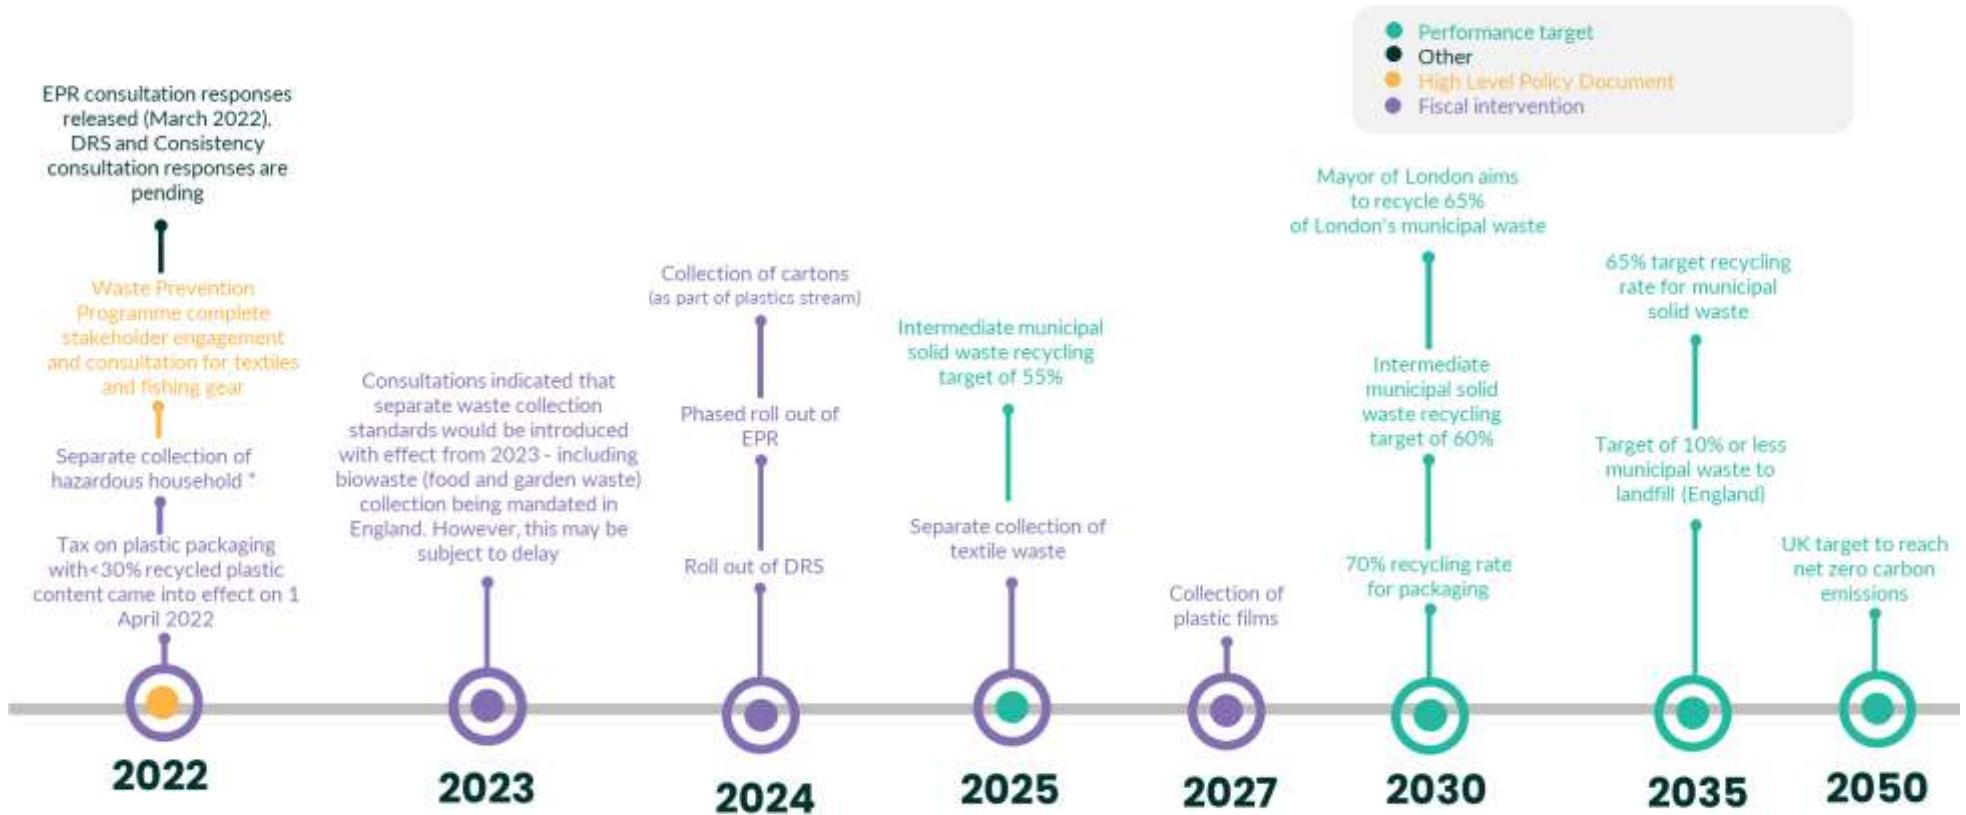 Performance target
Other
High Level Policy Document
Fiscal intervention
EPR consultation responses
released (March 2022).
DRS and Consistency
consultation responses are
pending
Waste Prevention
Programme complete
stakeholder engagement
and consultation for textiles
and fishing gear
Separate collection of
hazardous household *
Tax on plastic packaging
with<30% recycled plastic
content came into effect on 1
April 2022
2022
Consultations indicated that
separate waste collection
standards would be introduced
with effect from 2023 - including
biowaste (food and garden waste)
collection being mandated in
England. However, this may be
subject to delay
2023
Collection of cartons
(as part of plastics stream)
Phased roll out of
EPR
Roll out of DRS
2024
Intermediate municipal
solid waste recycling
target of 55%
Separate collection of
textile waste
2025
Collection of
plastic films
2027
Mayor of London aims
to recycle 65%
of London's municipal waste
Intermediate
municipal solid
waste recycling
target of 60%
70% recycling rate
for packaging
2030
65% target recycling
rate for municipal
solid waste
Target of 10% or less
municipal waste to
landfill (England)
2035
UK target to reach
net zero carbon
emissions
2050